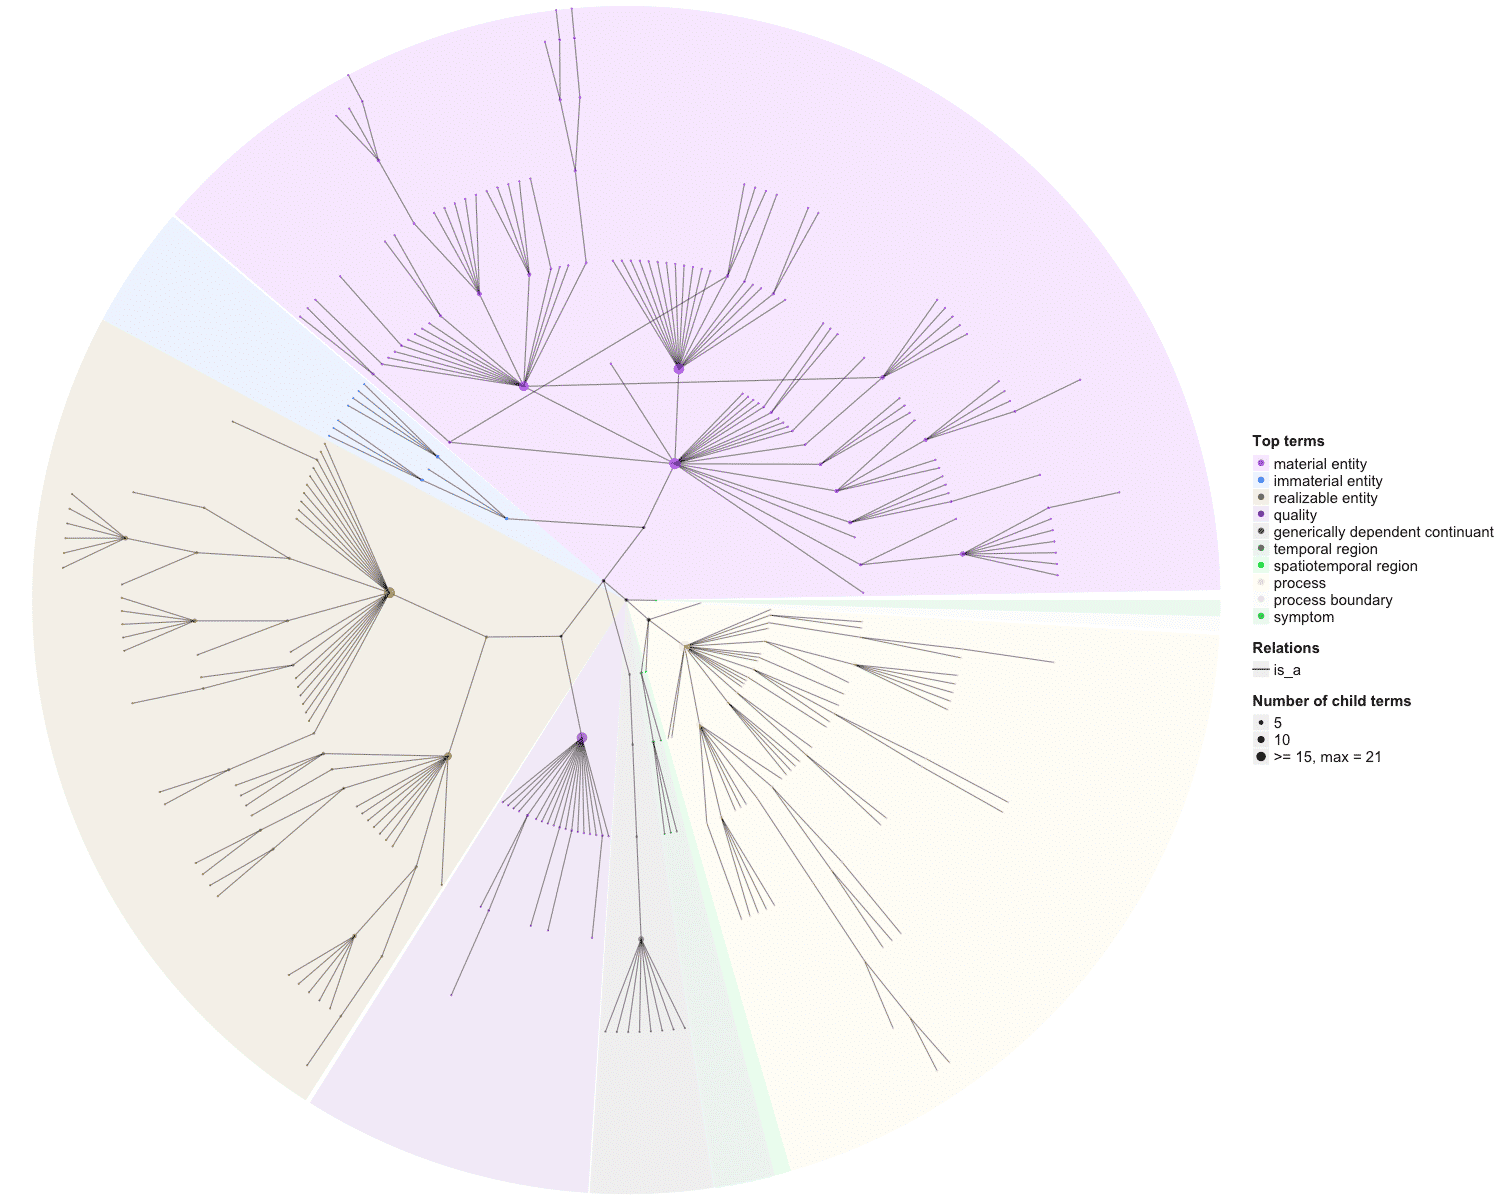 Top terms
material entity
immaterial entity
realizable entity
quality
generically dependent continuant
temporal region
spatiotemporal region
process
process boundary
symptom
Relations
is_a
Number of child terms
5
10
>= 15, max = 21